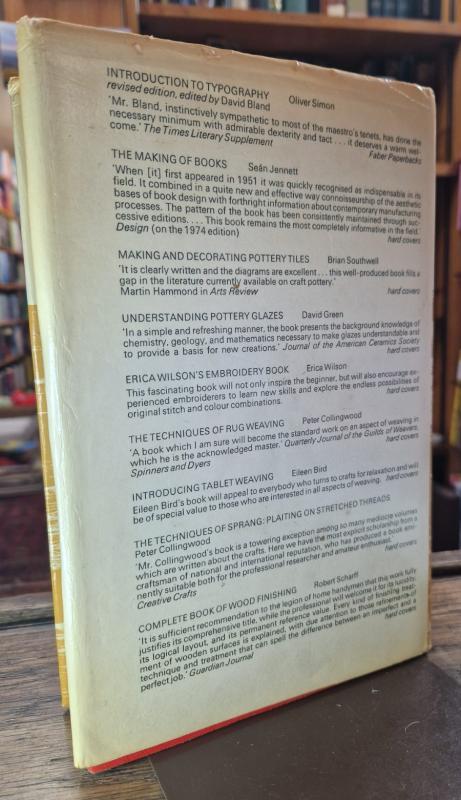 INTRODUCTION TO TYPOGRAPHY Oliver Simon
revised edition, edited by David Bland
'Mr. Bland, instinctively sympathetic to most of the maestro's tenets, has done the
necessary minimum with admirable dexterity and tact . . . it deserves a warm wel-
come.' The Times Literary Supplement Faber Paperbacks
THE MAKING OF BOOKS Seán Jennett
'When [it] first appeared in 1951 it was quickly recognised as indispensable in its
field. It combined in a quite new and effective way connoisseurship of the aesthetic
bases of book design with forthright information about contemporary manufacturing
processes. The pattern of the book has been consistently maintained through suc-
cessive editions. . . . This book remains the most completely informative in the field.'
Design (on the 1974 edition) hard covers
MAKING AND DECORATING POTTERY TILES Brian Southwell
'It is clearly written and the diagrams are excellent . . . this well-produced book fills a
gap in the literature currently available on craft pottery.'
Martin Hammond in Arts Review hard covers
UNDERSTANDING POTTERY GLAZES David Green
'In a simple and refreshing manner, the book presents the background knowledge of
chemistry, geology, and mathematics necessary to make glazes understandable and
to provide a basis for new creations.' Journal of the American Ceramics Society
hard covers
ERICA WILSON'S EMBROIDERY BOOK Erica Wilson
This fascinating book will not only inspire the beginner, but will also encourage ex-
perienced embroiderers to learn new skills and explore the endless possibilities of
original stitch and colour combinations. hard covers
THE TECHNIQUES OF RUG WEAVING Peter Collingwood
'A book which I am sure will become the standard work on an aspect of weaving in
which he is the acknowledged master.' Quarterly Journal of the Guilds of Weavers,
Spinners and Dyers hard covers
INTRODUCING TABLET WEAVING Eileen Bird
Eileen Bird's book will appeal to everybody who turns to crafts for relaxation and will
be of special value to those who are interested in all aspects of weaving. hard covers
THE TECHNIQUES OF SPRANG: PLAITING ON STRETCHED THREADS
Peter Collingwood
'Mr. Collingwood's book is a towering exception among so many mediocre volumes
which are written about the crafts. Here we have the most explicit scholarship from a
craftsman of national and international reputation, who has produced a book emi-
nently suitable both for the professional researcher and amateur enthusiast.'
Creative Crafts hard covers
COMPLETE BOOK OF WOOD FINISHING Robert Scharff
'It is sufficient recommendation to the legion of home handymen that this work fully
justifies its comprehensive title, while the professional will welcome it for its lucidity,
its logical layout, and its permanent reference value. Every kind of finishing treat-
ment of wooden surfaces is explained, with due attention to those refinements of
technique and treatment that can spell the difference between an imperfect and a
perfect job.' Guardian Journal hard covers